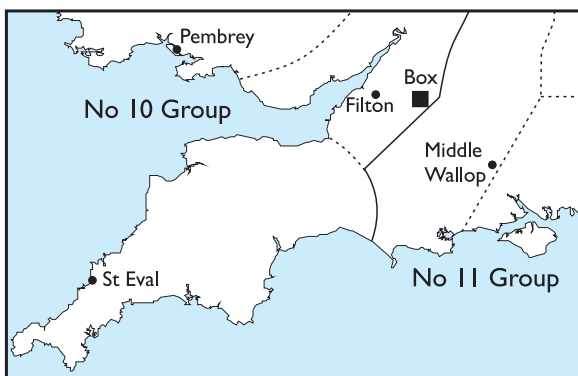 Pembrey
No 10 Group
Box
Filton
Middle
Wallop
St Eval
No 11 Group